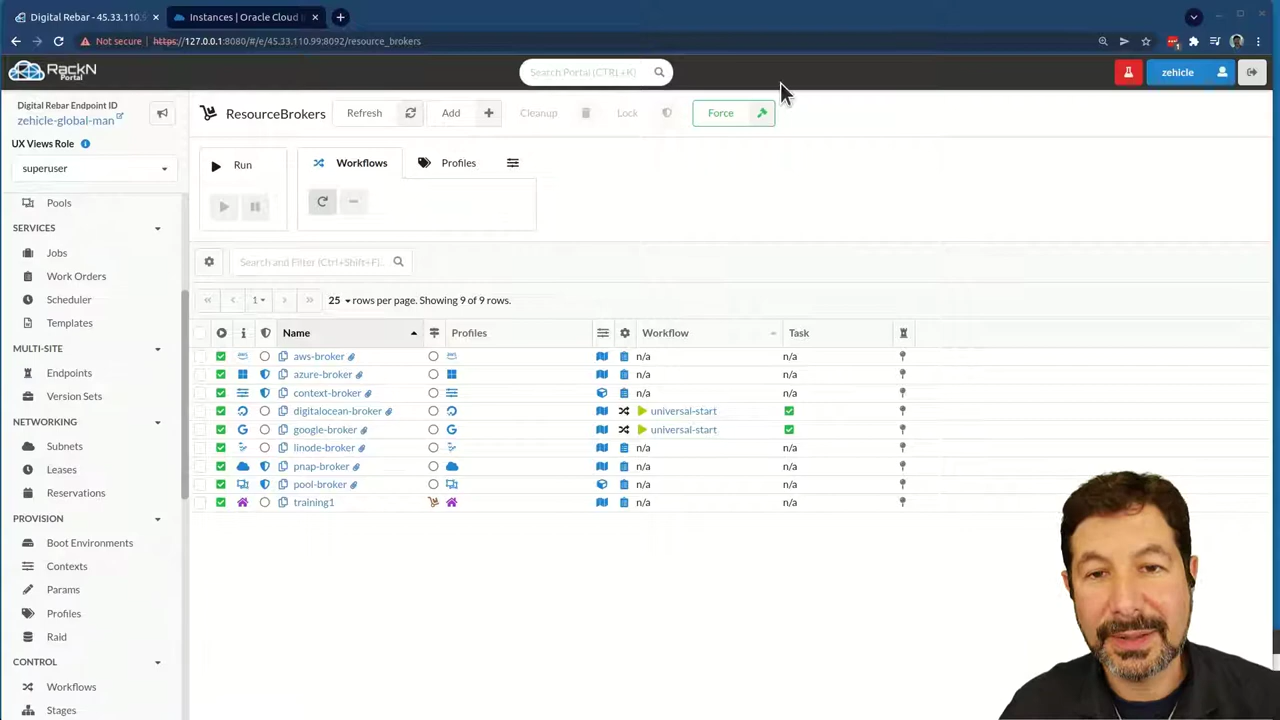 Digital Rebar - 45.33.110.9
Instances | Oracle Cloud I
Not secure https://127.0.0.1:8080/#/e/45.33.110.99:8092/resource_brokers
RackN
Portal
Search Portal (CTRL+K)
zehicle
Digital Rebar Endpoint ID
zehicle-global-man
UX Views Role
superuser
Pools
SERVICES
Jobs
Work Orders
Scheduler
Templates
MULTI-SITE
Endpoints
Version Sets
NETWORKING
Subnets
Leases
Reservations
PROVISION
Boot Environments
Contexts
Params
Profiles
Raid
CONTROL
Workflows
Stages
ResourceBrokers
Refresh
Add
Cleanup
Lock
Force
Run
Workflows
Profiles
Search and Filter (Ctrl+Shift+F)...
1
25 rows per page. Showing 9 of 9 rows.
Name Profiles Workflow Task
aws-broker n/a n/a
azure-broker n/a n/a
context-broker n/a n/a
digitalocean-broker universal-start
google-broker universal-start
linode-broker n/a n/a
pnap-broker n/a n/a
pool-broker n/a n/a
training1 n/a n/a